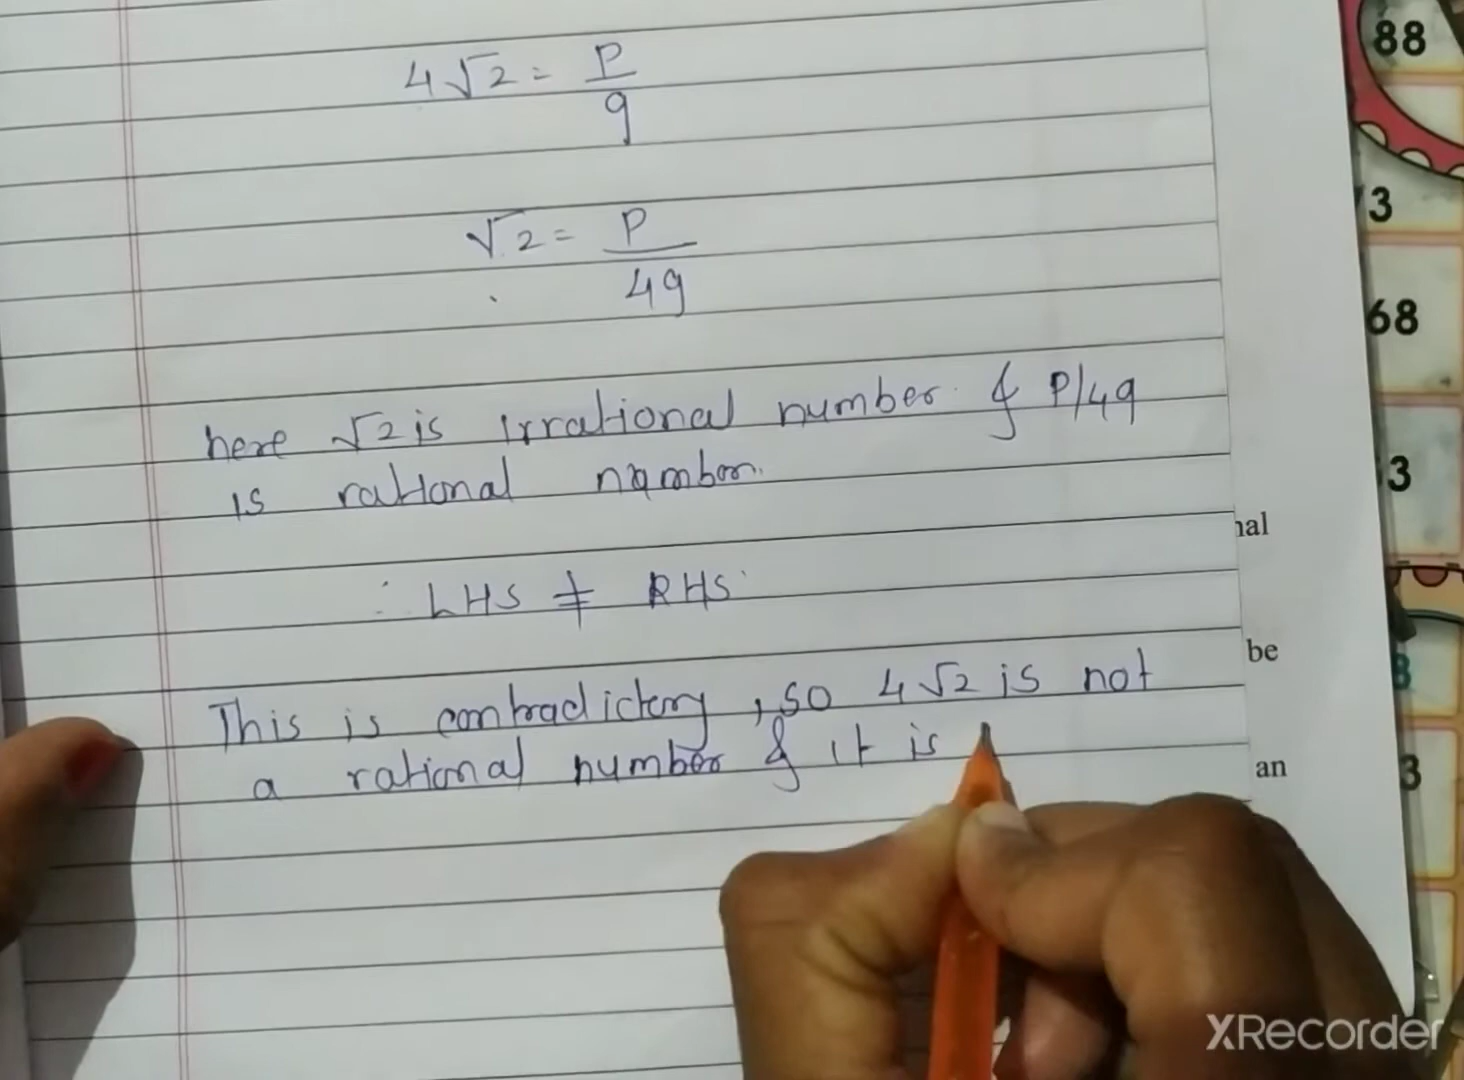 4√2 = P/q
√2 = P/4q
here √2 is irrational number & P/4q
is rational number.
∴ LHS ≠ RHS
This is contradictory, so 4√2 is not
a rational number & it is
88
3
68
3
nal
be
3
an
3
XRecorder